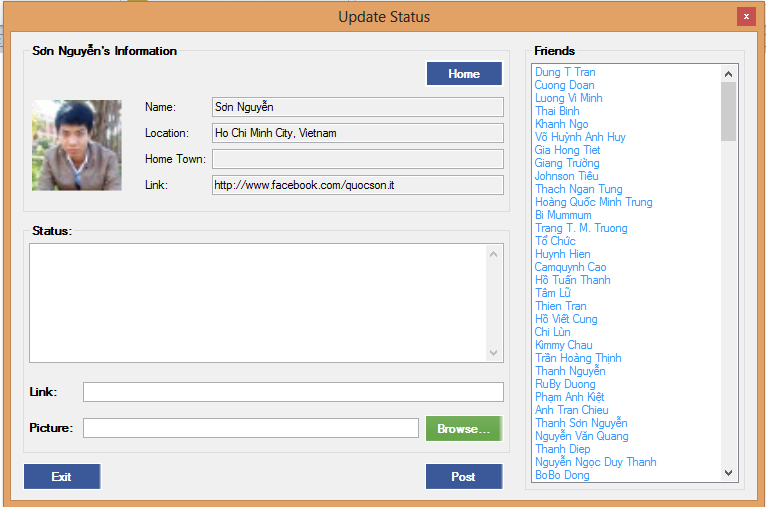 Update Status
x
Sơn Nguyễn's Information
Home
Name: Sơn Nguyễn
Location: Ho Chi Minh City, Vietnam
Home Town:
Link: http://www.facebook.com/quocson.it
Status:
Link:
Picture: Browse...
Exit Post
Friends
Dung T Tran
Cuong Doan
Luong Vi Minh
Thai Binh
Khanh Ngo
Võ Huỳnh Anh Huy
Gia Hong Tiet
Giang Trường
Johnson Tiêu
Thach Ngan Tung
Hoàng Quốc Minh Trung
Bi Mummum
Trang T. M. Truong
Tổ Chức
Huynh Hien
Camquynh Cao
Hồ Tuấn Thanh
Tâm Lữ
Thien Tran
Hồ Viết Cung
Chi Lùn
Kimmy Chau
Trần Hoàng Thịnh
Thanh Nguyễn
RuBy Duong
Phạm Anh Kiệt
Anh Tran Chieu
Thanh Sơn Nguyễn
Nguyễn Văn Quang
Thanh Diep
Nguyễn Ngọc Duy Thanh
BoBo Dong